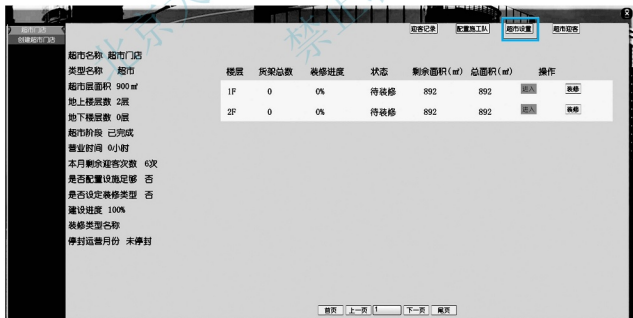 超市门店
创建超市门店
迎客记录 配置施工队 超市设置 超市迎客
超市名称 超市门店
类型名称 超市
超市层面积 900㎡
地上楼层数 2层
地下楼层数 0层
超市阶段 已完成
营业时间 0小时
本月剩余迎客次数 6次
是否配置设施足够 否
是否设定装修类型 否
建设进度 100%
装修类型名称
停封运营月份 未停封
楼层 货架总数 装修进度 状态 剩余面积(㎡) 总面积(㎡) 操作
1F 0 0% 待装修 892 892 进入 装修
2F 0 0% 待装修 892 892 进入 装修
首页 上一页 1 下一页 尾页